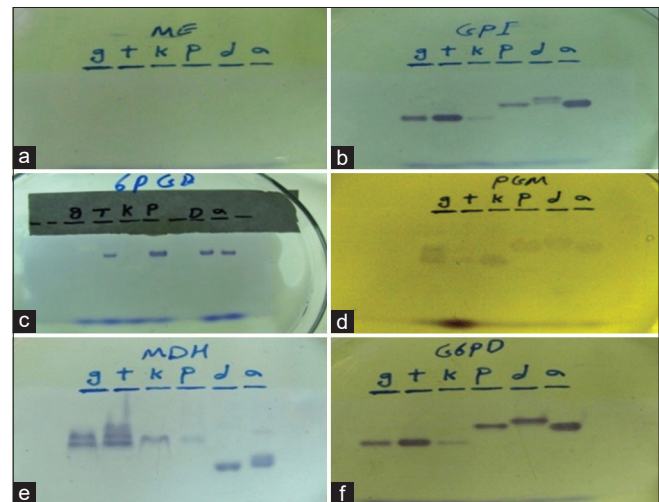 ME
g T k P d a
a
GPI
g T k P d a
b
6PGD
g T k P D a
c
PGM
g t k P d a
d
MDH
g T k P d a
e
G6PD
g T k P d a
f